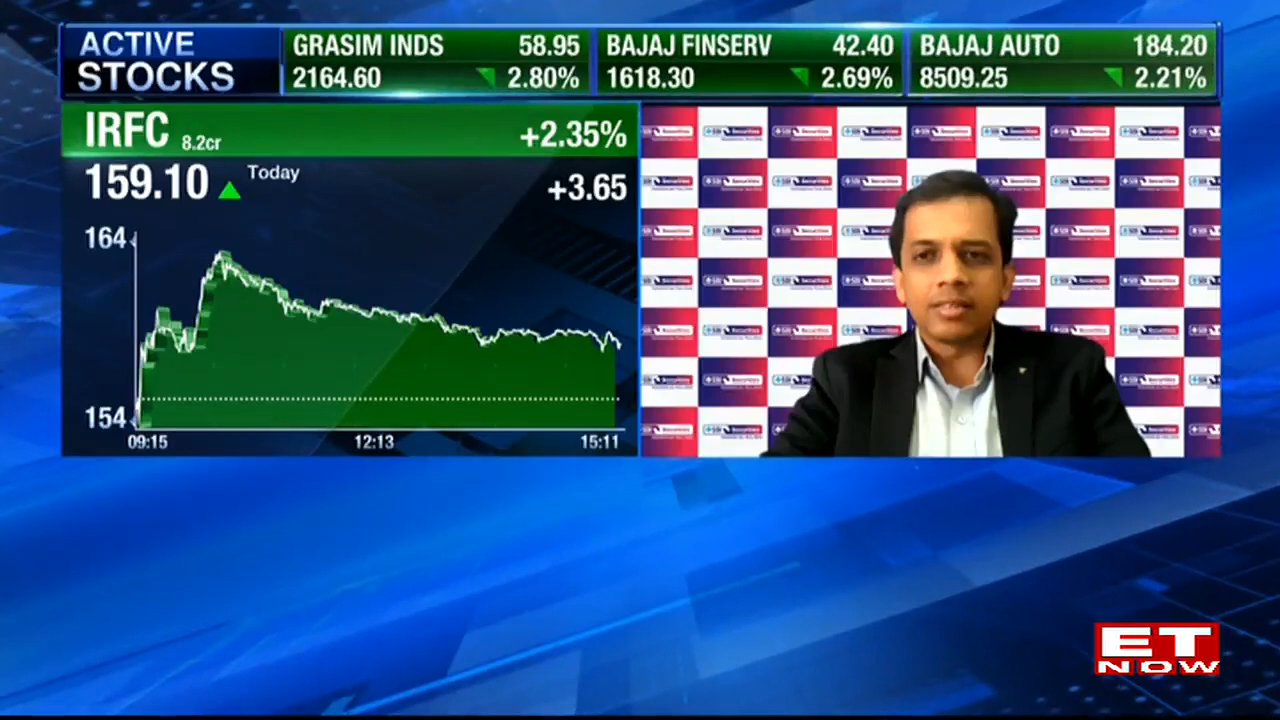 ACTIVE
STOCKS
GRASIM INDS 58.95
2164.60 2.80%
BAJAJ FINSERV 42.40
1618.30 2.69%
BAJAJ AUTO 184.20
8509.25 2.21%
IRFC 8.2cr +2.35%
159.10 Today +3.65
164
154
09:15 12:13 15:11
SBI Securities
ET
NOW